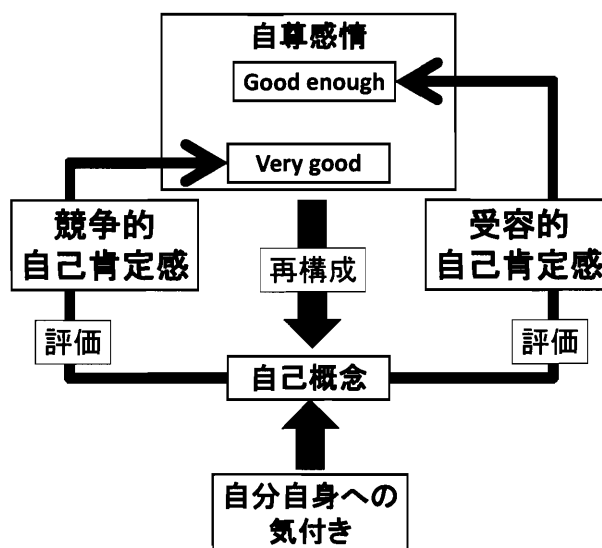 自尊感情
Good enough
Very good
競争的
自己肯定感
受容的
自己肯定感
再構成
評価
評価
自己概念
自分自身への
気付き